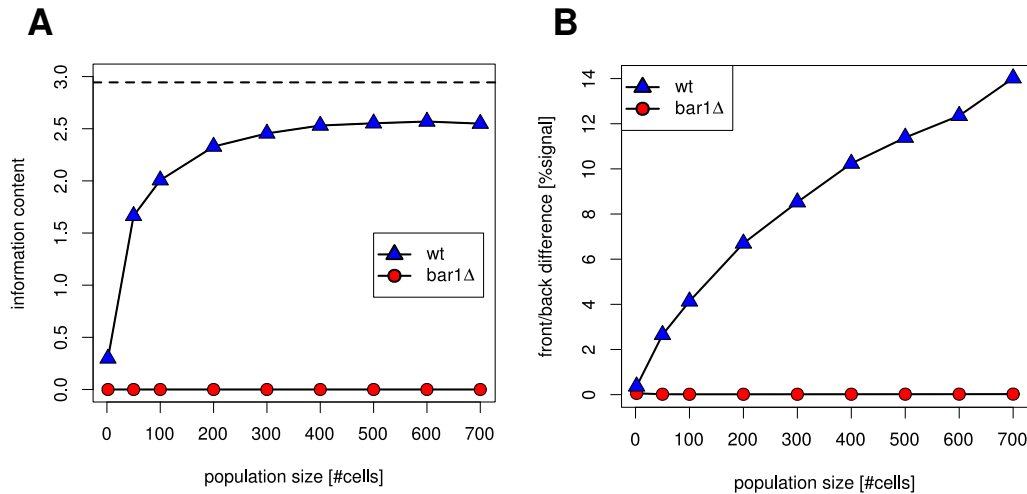 A
B
3.0
2.5
2.0
1.5
1.0
0.5
0.0
information content
wt
bar1Δ
0 100 200 300 400 500 600 700
population size [#cells]
wt
bar1Δ
14
12
10
8
6
4
2
0
front/back difference [%signal]
0 100 200 300 400 500 600 700
population size [#cells]